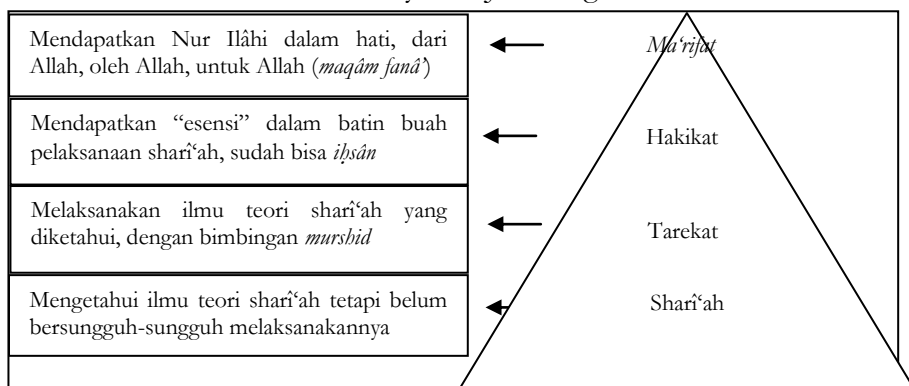 Mendapatkan Nur Ilâhi dalam hati, dari
Allah, oleh Allah, untuk Allah (maqâm fanâ’)
Ma‘rifat
Mendapatkan “esensi” dalam batin buah
pelaksanaan sharî‘ah, sudah bisa iḥsân
Hakikat
Melaksanakan ilmu teori sharî‘ah yang
diketahui, dengan bimbingan murshid
Tarekat
Mengetahui ilmu teori sharî‘ah tetapi belum
bersungguh-sungguh melaksanakannya
Sharî‘ah